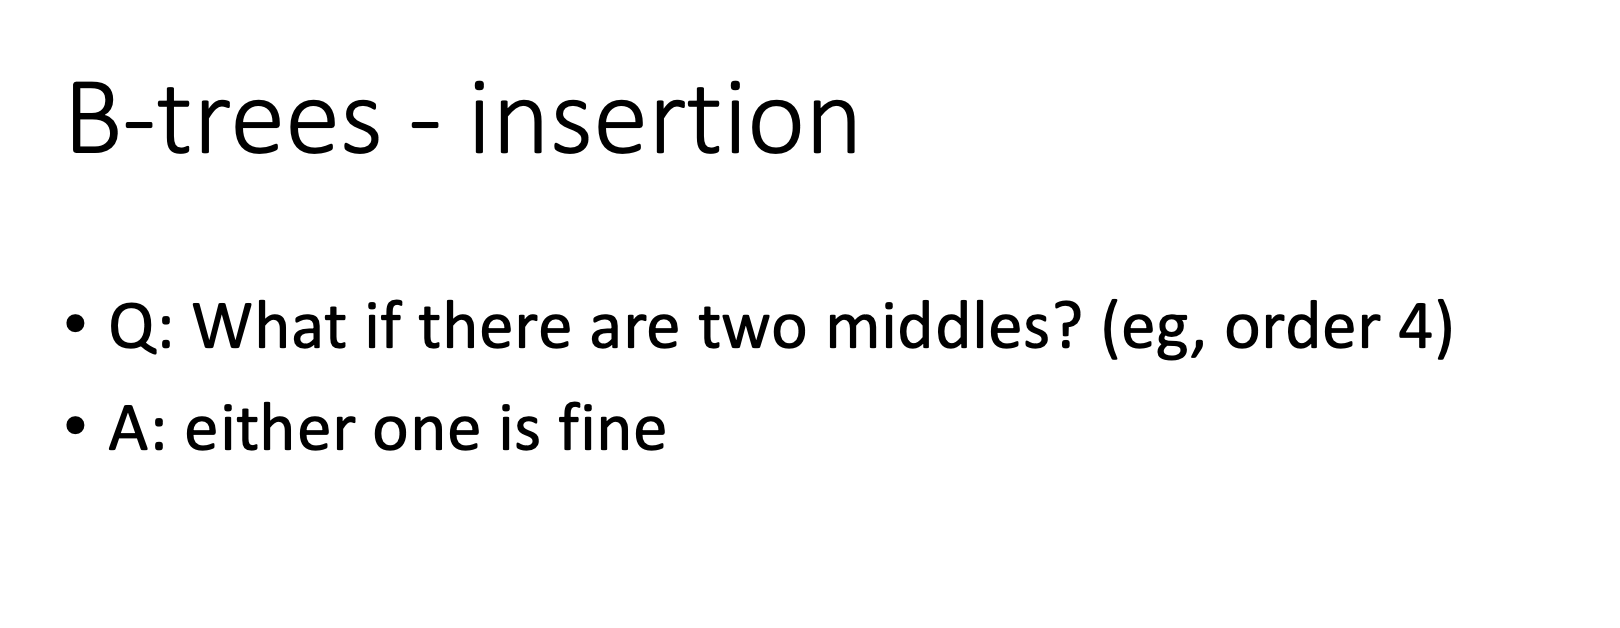 B-trees - insertion
• Q: What if there are two middles? (eg, order 4)
• A: either one is fine